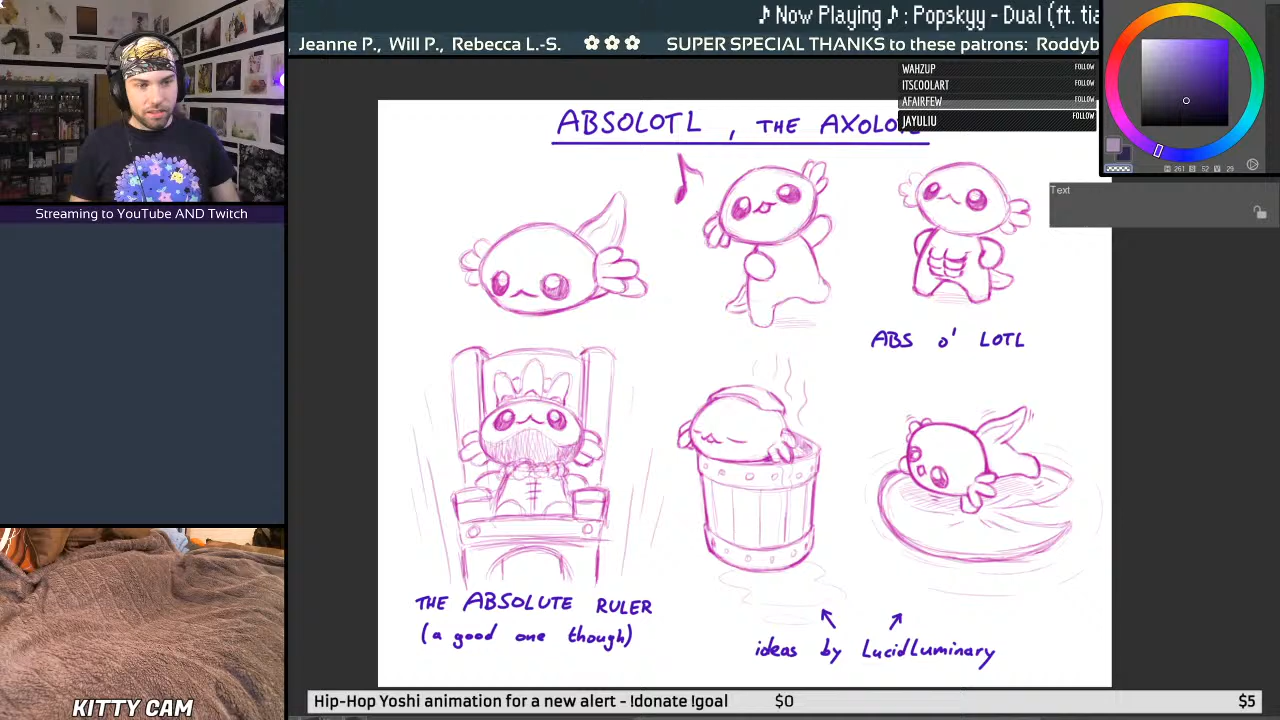 ♪ Now Playing ♪ : Popskyy - Dual (ft. tia
, Jeanne P., Will P., Rebecca L.-S. ✿ ✿ ✿ SUPER SPECIAL THANKS to these patrons: Roddyb
WAHZUP FOLLOW
ITSCOOLART FOLLOW
AFAIRFEW FOLLOW
JAYULIU FOLLOW
Streaming to YouTube AND Twitch
Text
ABSOLOTL, THE AXOLO
ABS O' LOTL
THE ABSOLUTE RULER
(a good one though)
ideas by LucidLuminary
Hip-Hop Yoshi animation for a new alert - !donate !goal $0 $5
KITTY CAM